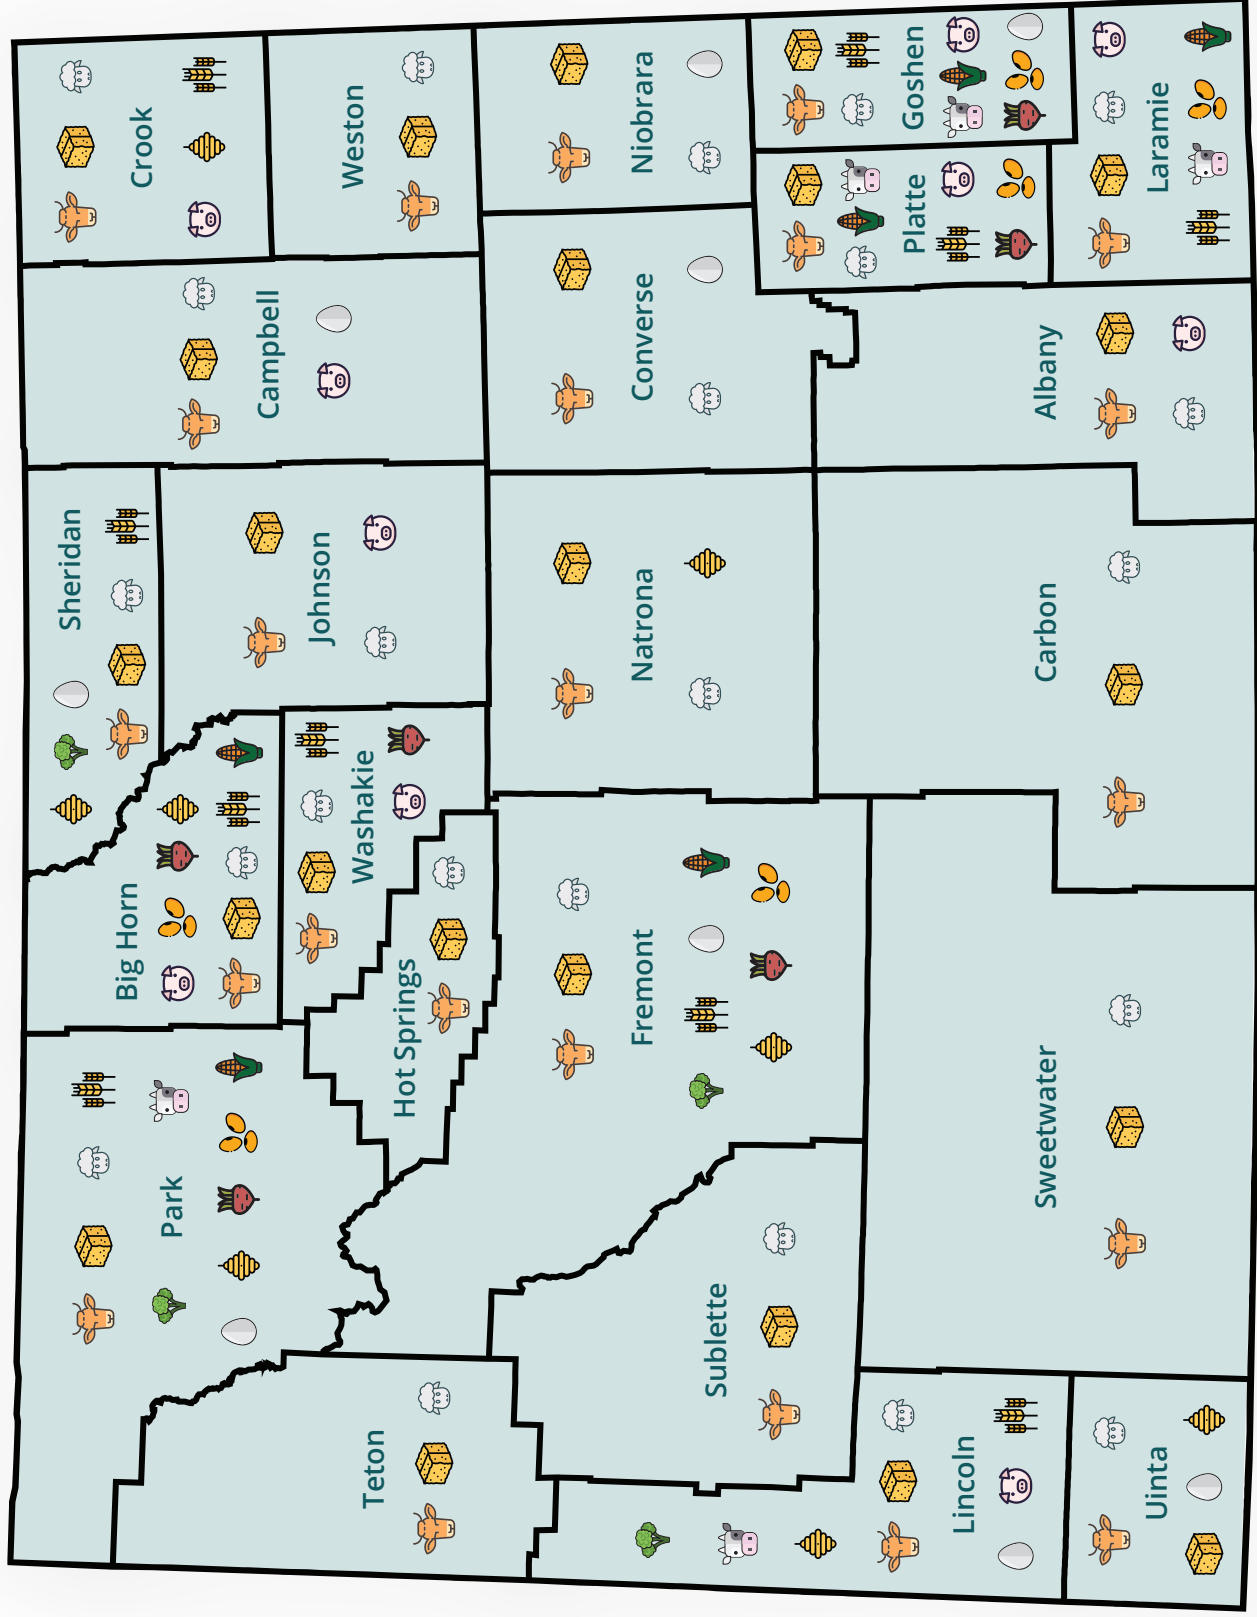 Park
Big Horn
Sheridan
Campbell
Crook
Teton
Hot Springs
Washakie
Johnson
Weston
Fremont
Natrona
Converse
Niobrara
Sublette
Platte
Goshen
Lincoln
Sweetwater
Carbon
Albany
Uinta
Laramie